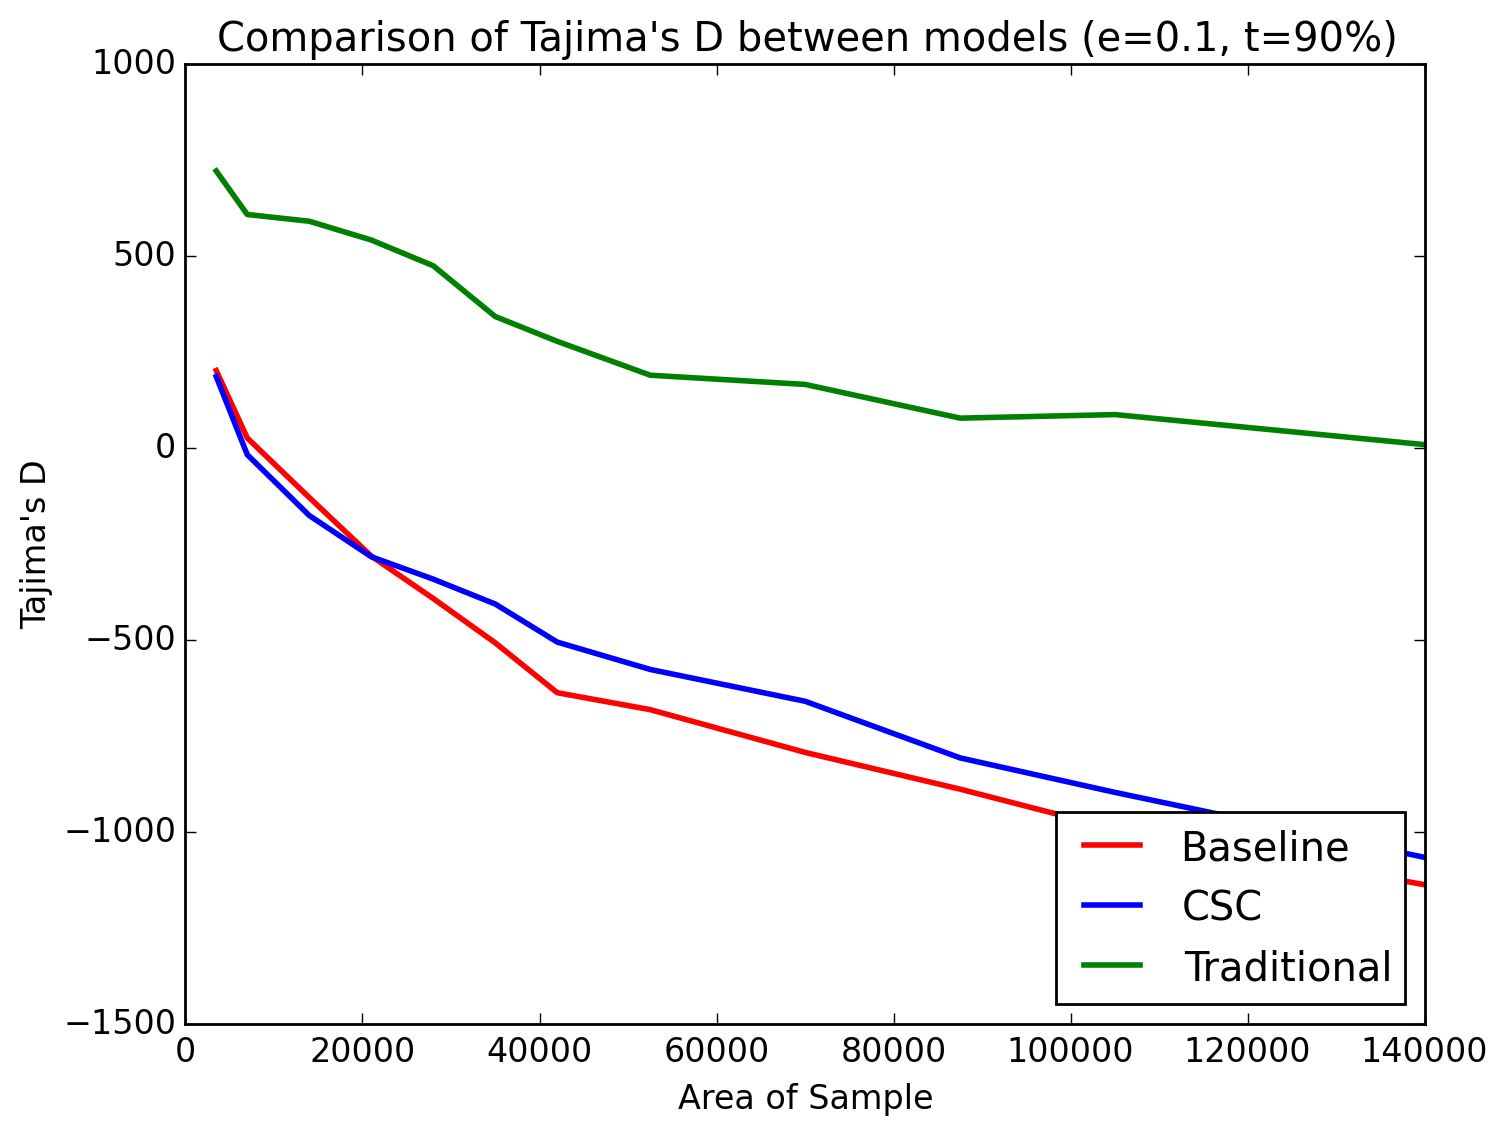 Comparison of Tajima's D between models (e=0.1, t=90%)
1000
500
0
−500
−1000
−1500
Tajima's D
Baseline
CSC
Traditional
0 20000 40000 60000 80000 100000 120000 140000
Area of Sample